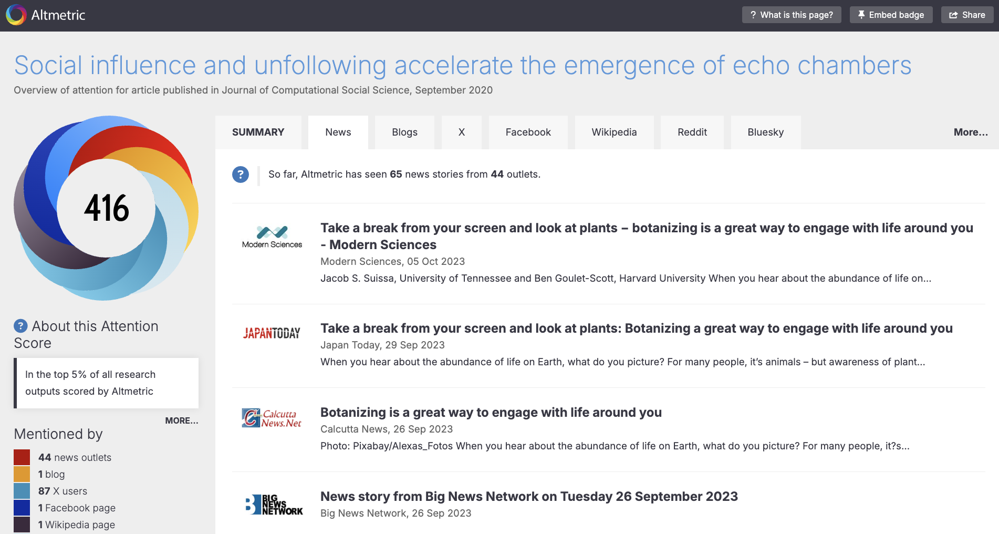 Altmetric
? What is this page?
Embed badge
Share
Social influence and unfollowing accelerate the emergence of echo chambers
Overview of attention for article published in Journal of Computational Social Science, September 2020
416
? About this Attention
Score
In the top 5% of all research
outputs scored by Altmetric
MORE...
Mentioned by
44 news outlets
1 blog
87 X users
1 Facebook page
1 Wikipedia page
SUMMARY
News
Blogs
X
Facebook
Wikipedia
Reddit
Bluesky
More...
? So far, Altmetric has seen 65 news stories from 44 outlets.
Modern Sciences
Take a break from your screen and look at plants – botanizing is a great way to engage with life around you
- Modern Sciences
Modern Sciences, 05 Oct 2023
Jacob S. Suissa, University of Tennessee and Ben Goulet-Scott, Harvard University When you hear about the abundance of life on…
JAPANTODAY
Take a break from your screen and look at plants: Botanizing a great way to engage with life around you
Japan Today, 29 Sep 2023
When you hear about the abundance of life on Earth, what do you picture? For many people, it’s animals – but awareness of plant…
C Calcutta
News.Net
Botanizing is a great way to engage with life around you
Calcutta News, 26 Sep 2023
Photo: Pixabay/Alexas_Fotos When you hear about the abundance of life on Earth, what do you picture? For many people, it?s…
B BIG
NEWS
NETWORK
News story from Big News Network on Tuesday 26 September 2023
Big News Network, 26 Sep 2023